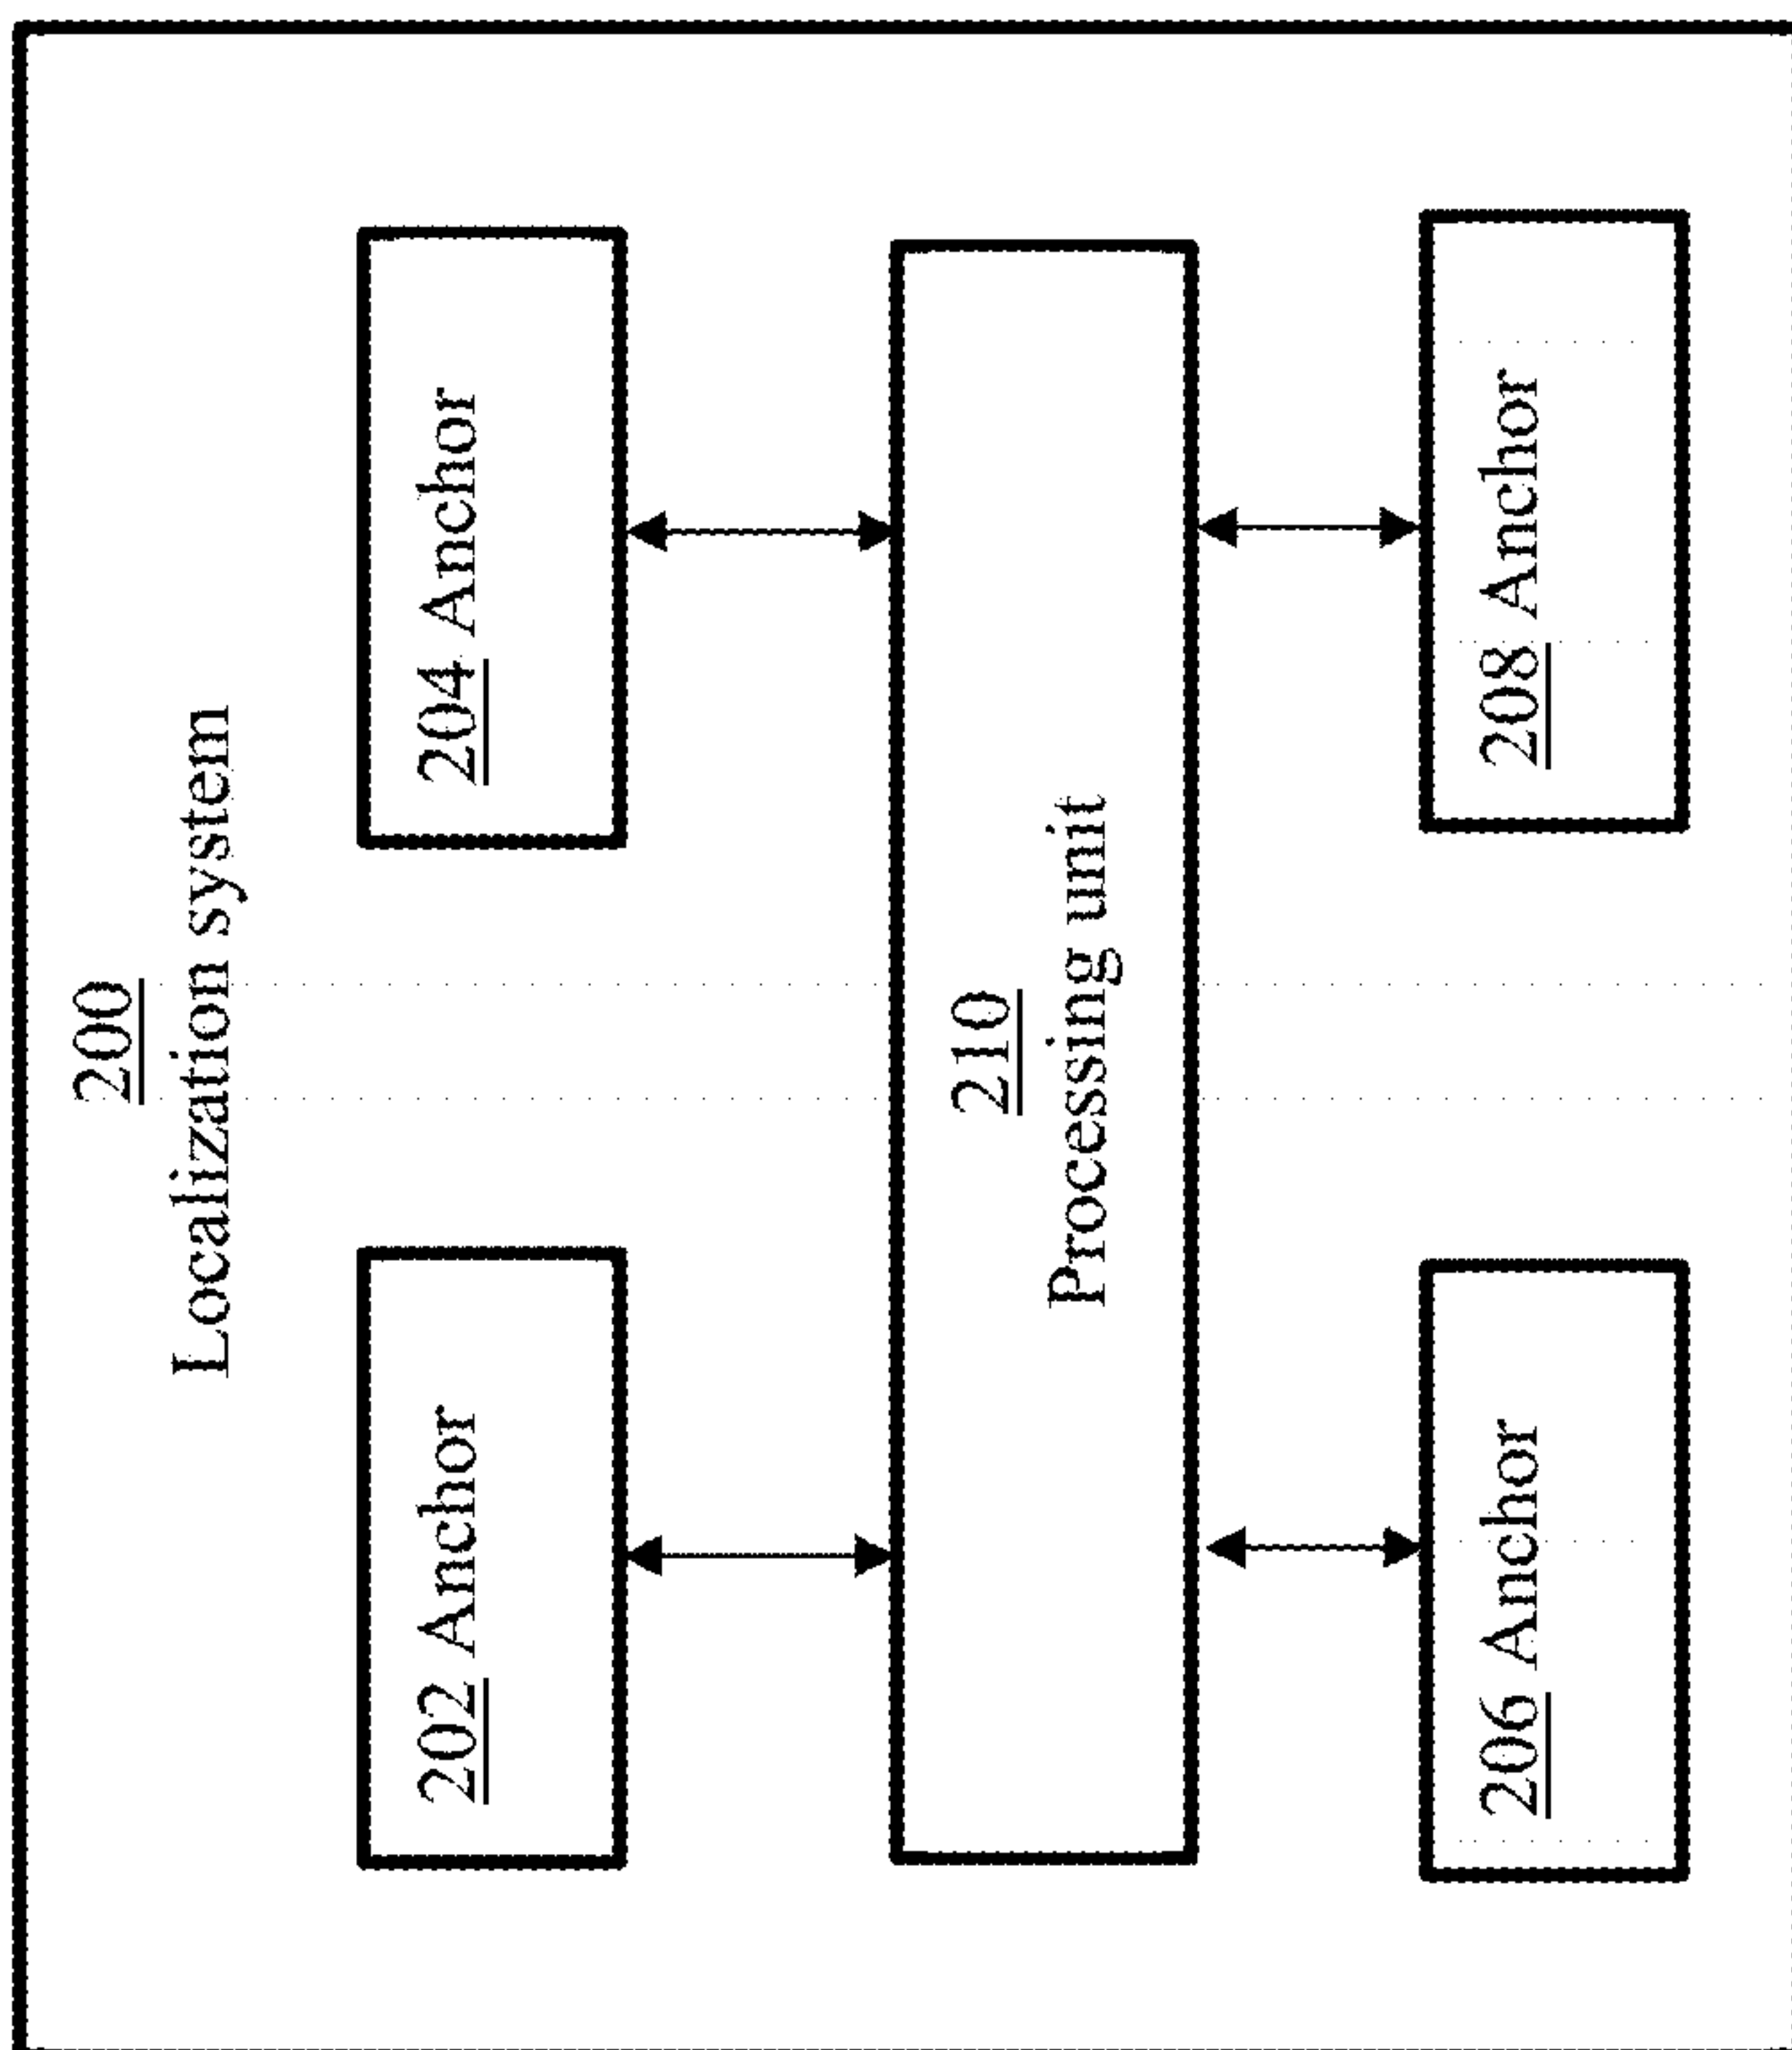 200
Localization system
202 Anchor
204 Anchor
210
Processing unit
206 Anchor
208 Anchor